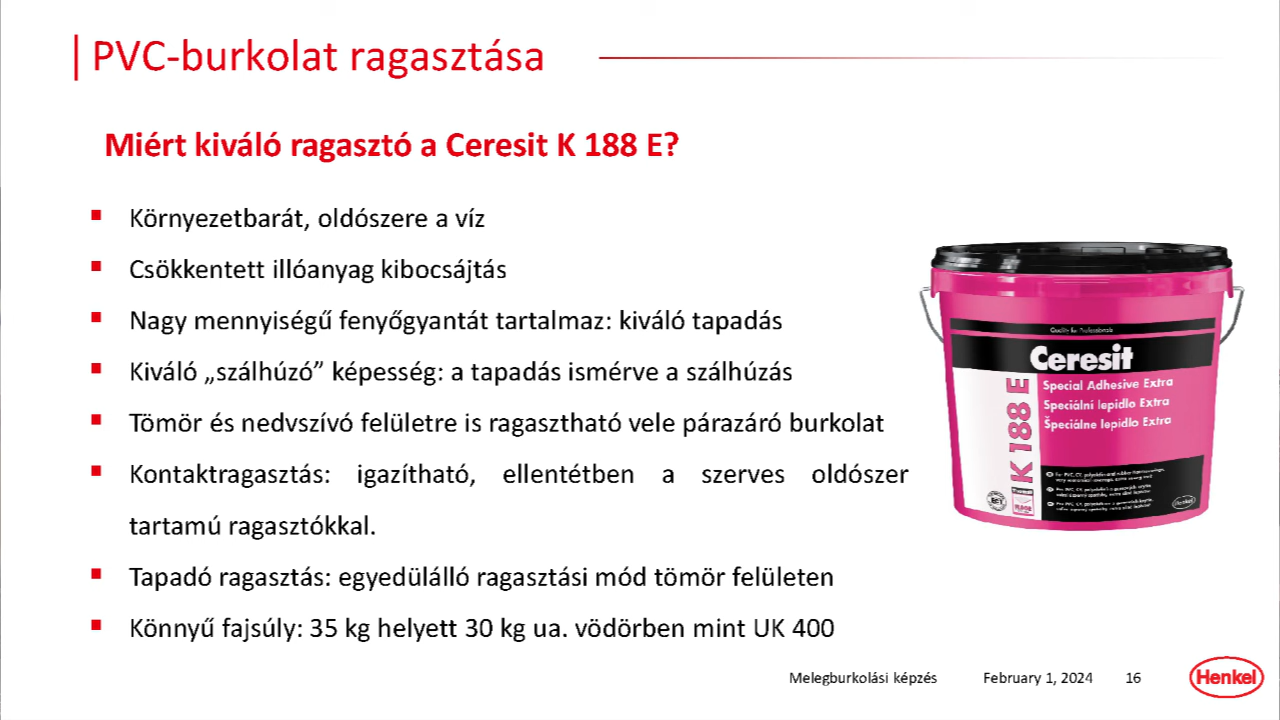 PVC-burkolat ragasztása
Miért kiváló ragasztó a Ceresit K 188 E?
▪ Környezetbarát, oldószere a víz
▪ Csökkentett illóanyag kibocsájtás
▪ Nagy mennyiségű fenyőgyantát tartalmaz: kiváló tapadás
▪ Kiváló „szálhúzó” képesség: a tapadás ismérve a szálhúzás
▪ Tömör és nedvszívó felületre is ragasztható vele párazáró burkolat
▪ Kontaktragasztás: igazítható, ellentétben a szerves oldószer
tartamú ragasztókkal.
▪ Tapadó ragasztás: egyedülálló ragasztási mód tömör felületen
▪ Könnyű fajsúly: 35 kg helyett 30 kg ua. vödörben mint UK 400
Quality for Professionals
Ceresit
K 188 E
Special Adhesive Extra
Speciální lepidlo Extra
Špeciálne lepidlo Extra
Henkel
Melegburkolási képzés February 1, 2024 16
Henkel